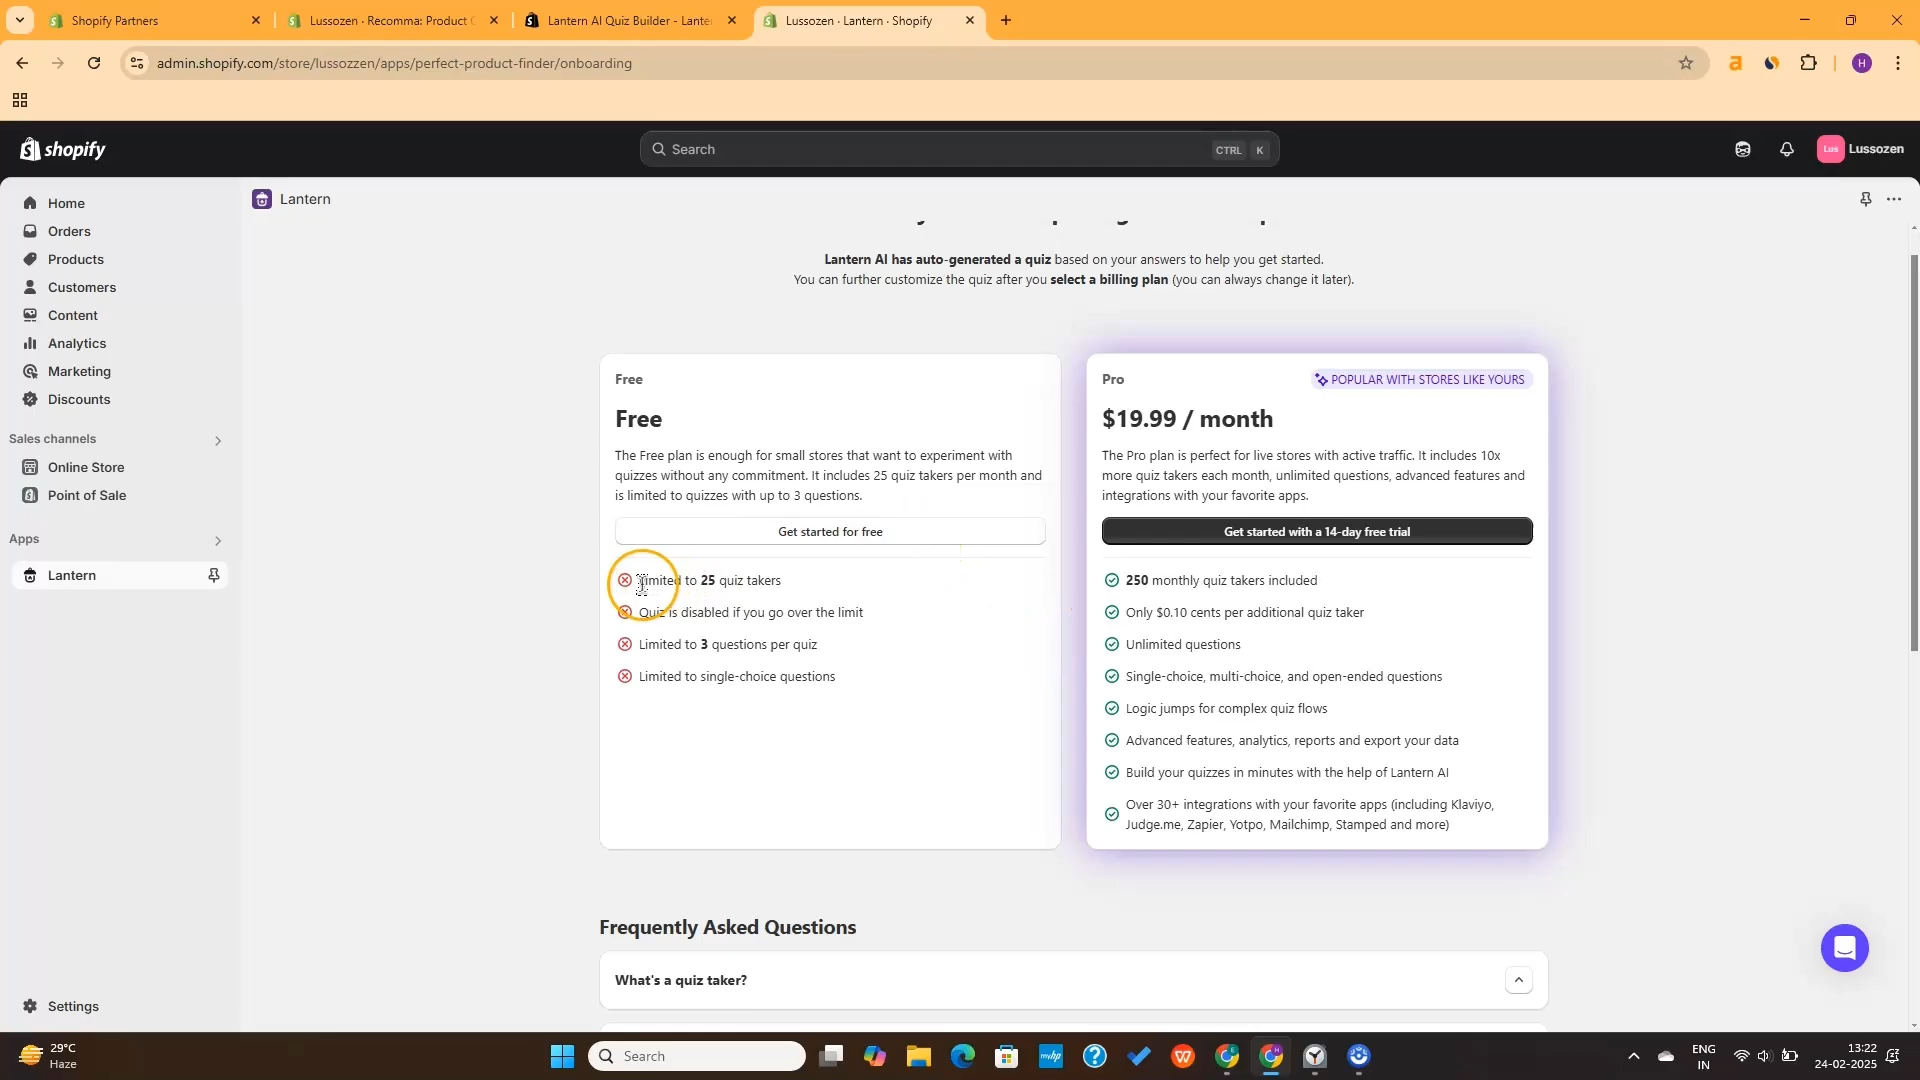 Shopify Partners
Lussozen · Recomma: Product
Lantern AI Quiz Builder - Lante
Lussozen · Lantern · Shopify
admin.shopify.com/store/lussozzen/apps/perfect-product-finder/onboarding
a
H
shopify
Search
CTRL K
Lus
Lussozen
Home
Orders
Products
Customers
Content
Analytics
Marketing
Discounts
Sales channels
Online Store
Point of Sale
Apps
Lantern
Settings
Lantern
Lantern AI has auto-generated a quiz based on your answers to help you get started.
You can further customize the quiz after you select a billing plan (you can always change it later).
Free
Free
The Free plan is enough for small stores that want to experiment with
quizzes without any commitment. It includes 25 quiz takers per month and
is limited to quizzes with up to 3 questions.
Get started for free
Limited to 25 quiz takers
Quiz is disabled if you go over the limit
Limited to 3 questions per quiz
Limited to single-choice questions
Pro
POPULAR WITH STORES LIKE YOURS
$19.99 / month
The Pro plan is perfect for live stores with active traffic. It includes 10x
more quiz takers each month, unlimited questions, advanced features and
integrations with your favorite apps.
Get started with a 14-day free trial
250 monthly quiz takers included
Only $0.10 cents per additional quiz taker
Unlimited questions
Single-choice, multi-choice, and open-ended questions
Logic jumps for complex quiz flows
Advanced features, analytics, reports and export your data
Build your quizzes in minutes with the help of Lantern AI
Over 30+ integrations with your favorite apps (including Klaviyo,
Judge.me, Zapier, Yotpo, Mailchimp, Stamped and more)
Frequently Asked Questions
What's a quiz taker?
29°C
Haze
Search
myhp
ENG
IN
13:22
24-02-2025